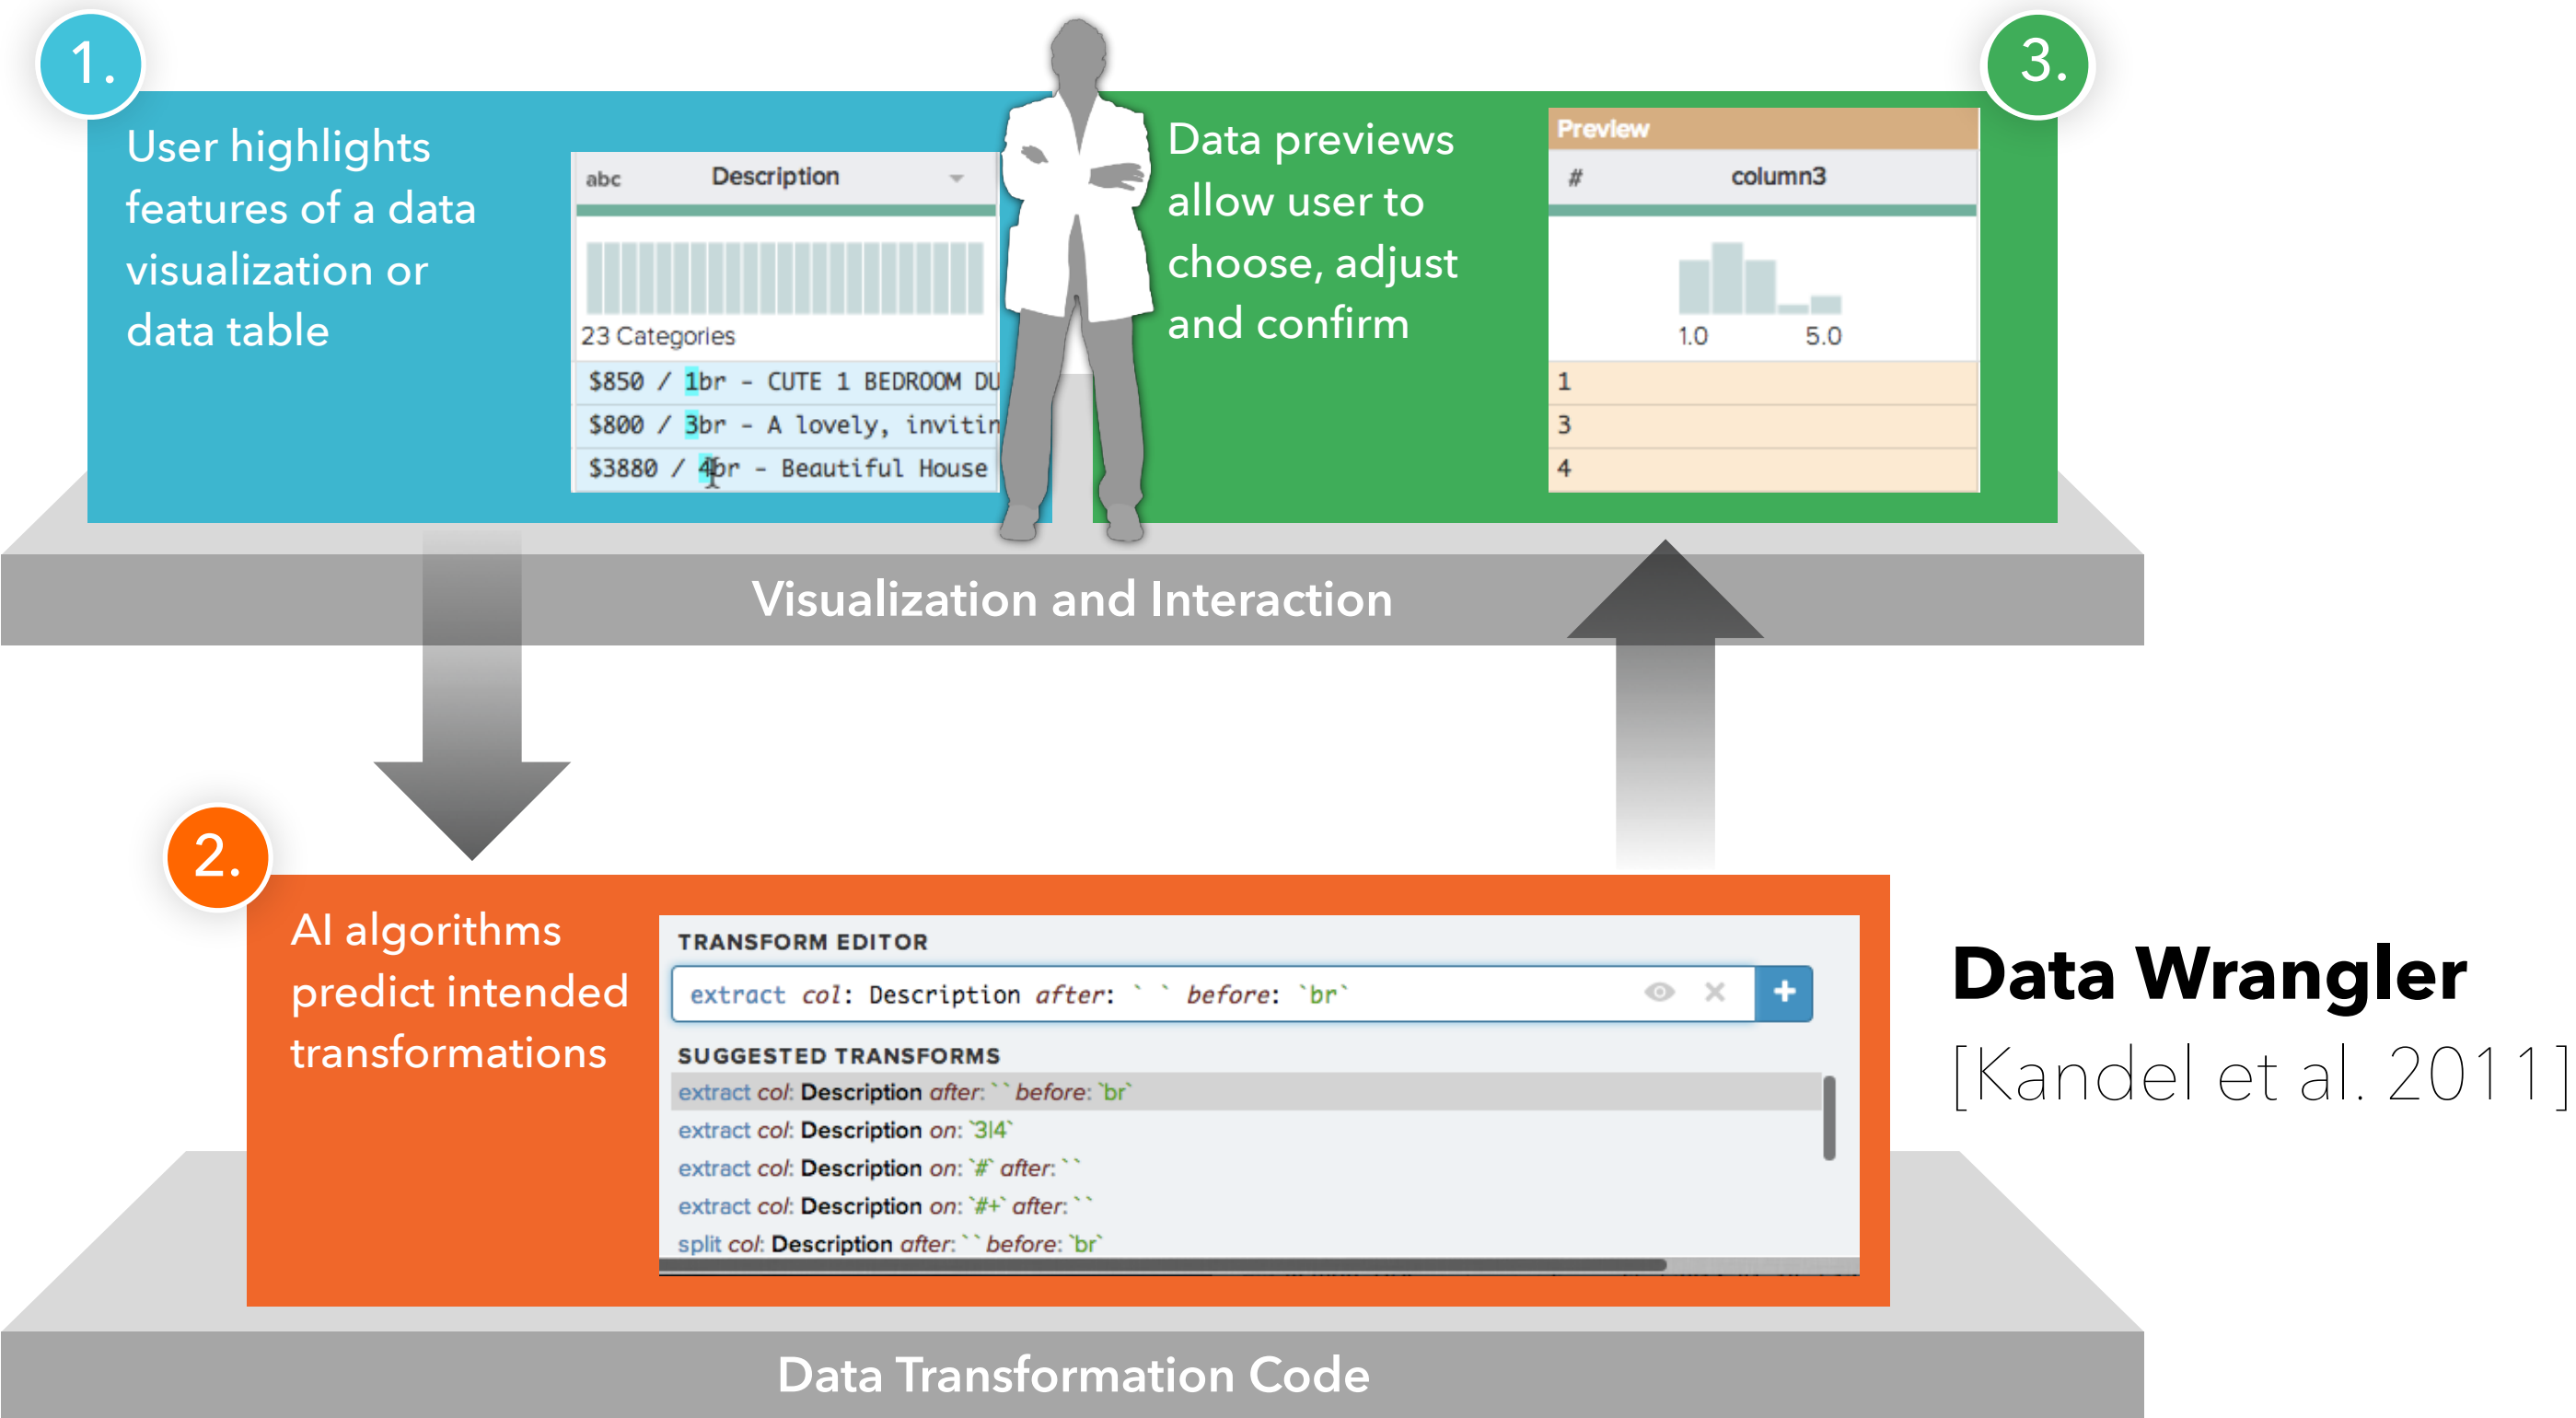 1.
User highlights
features of a data
visualization or
data table
abc Description
23 Categories
$850 / 1br - CUTE 1 BEDROOM DU
$800 / 3br - A lovely, invitin
$3880 / 4br - Beautiful House
3.
Data previews
allow user to
choose, adjust
and confirm
Preview
# column3
1.0 5.0
1
3
4
Visualization and Interaction
2.
AI algorithms
predict intended
transformations
TRANSFORM EDITOR
extract col: Description after: ` ` before: `br`
SUGGESTED TRANSFORMS
extract col: Description after: ` ` before: `br`
extract col: Description on: `3|4`
extract col: Description on: `#` after: ` `
extract col: Description on: `#+` after: ` `
split col: Description after: ` ` before: `br`
Data Wrangler
[Kandel et al. 2011]
Data Transformation Code